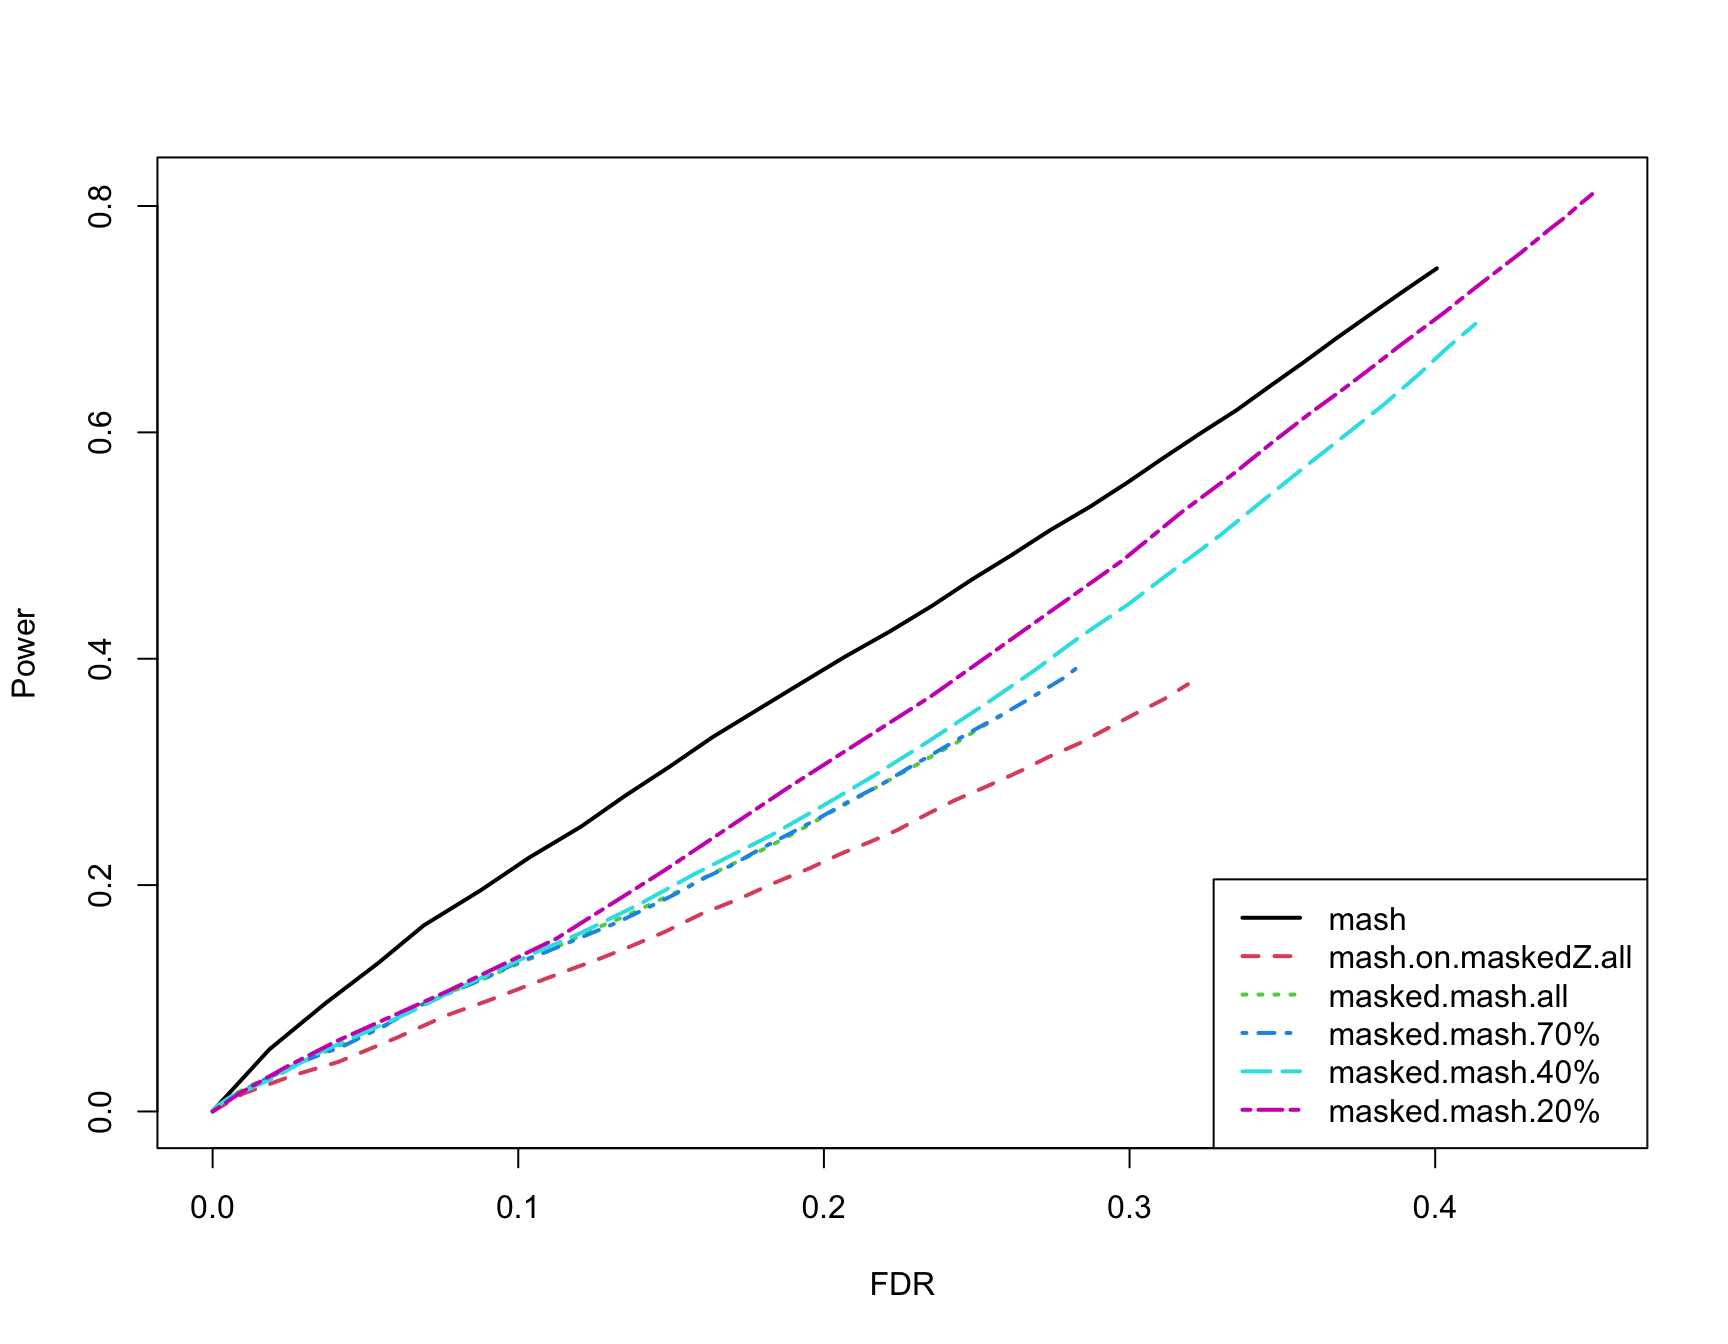 Power
0.8
0.6
0.4
0.2
0.0
mash
mash.on.maskedZ.all
masked.mash.all
masked.mash.70%
masked.mash.40%
masked.mash.20%
0.0 0.1 0.2 0.3 0.4
FDR